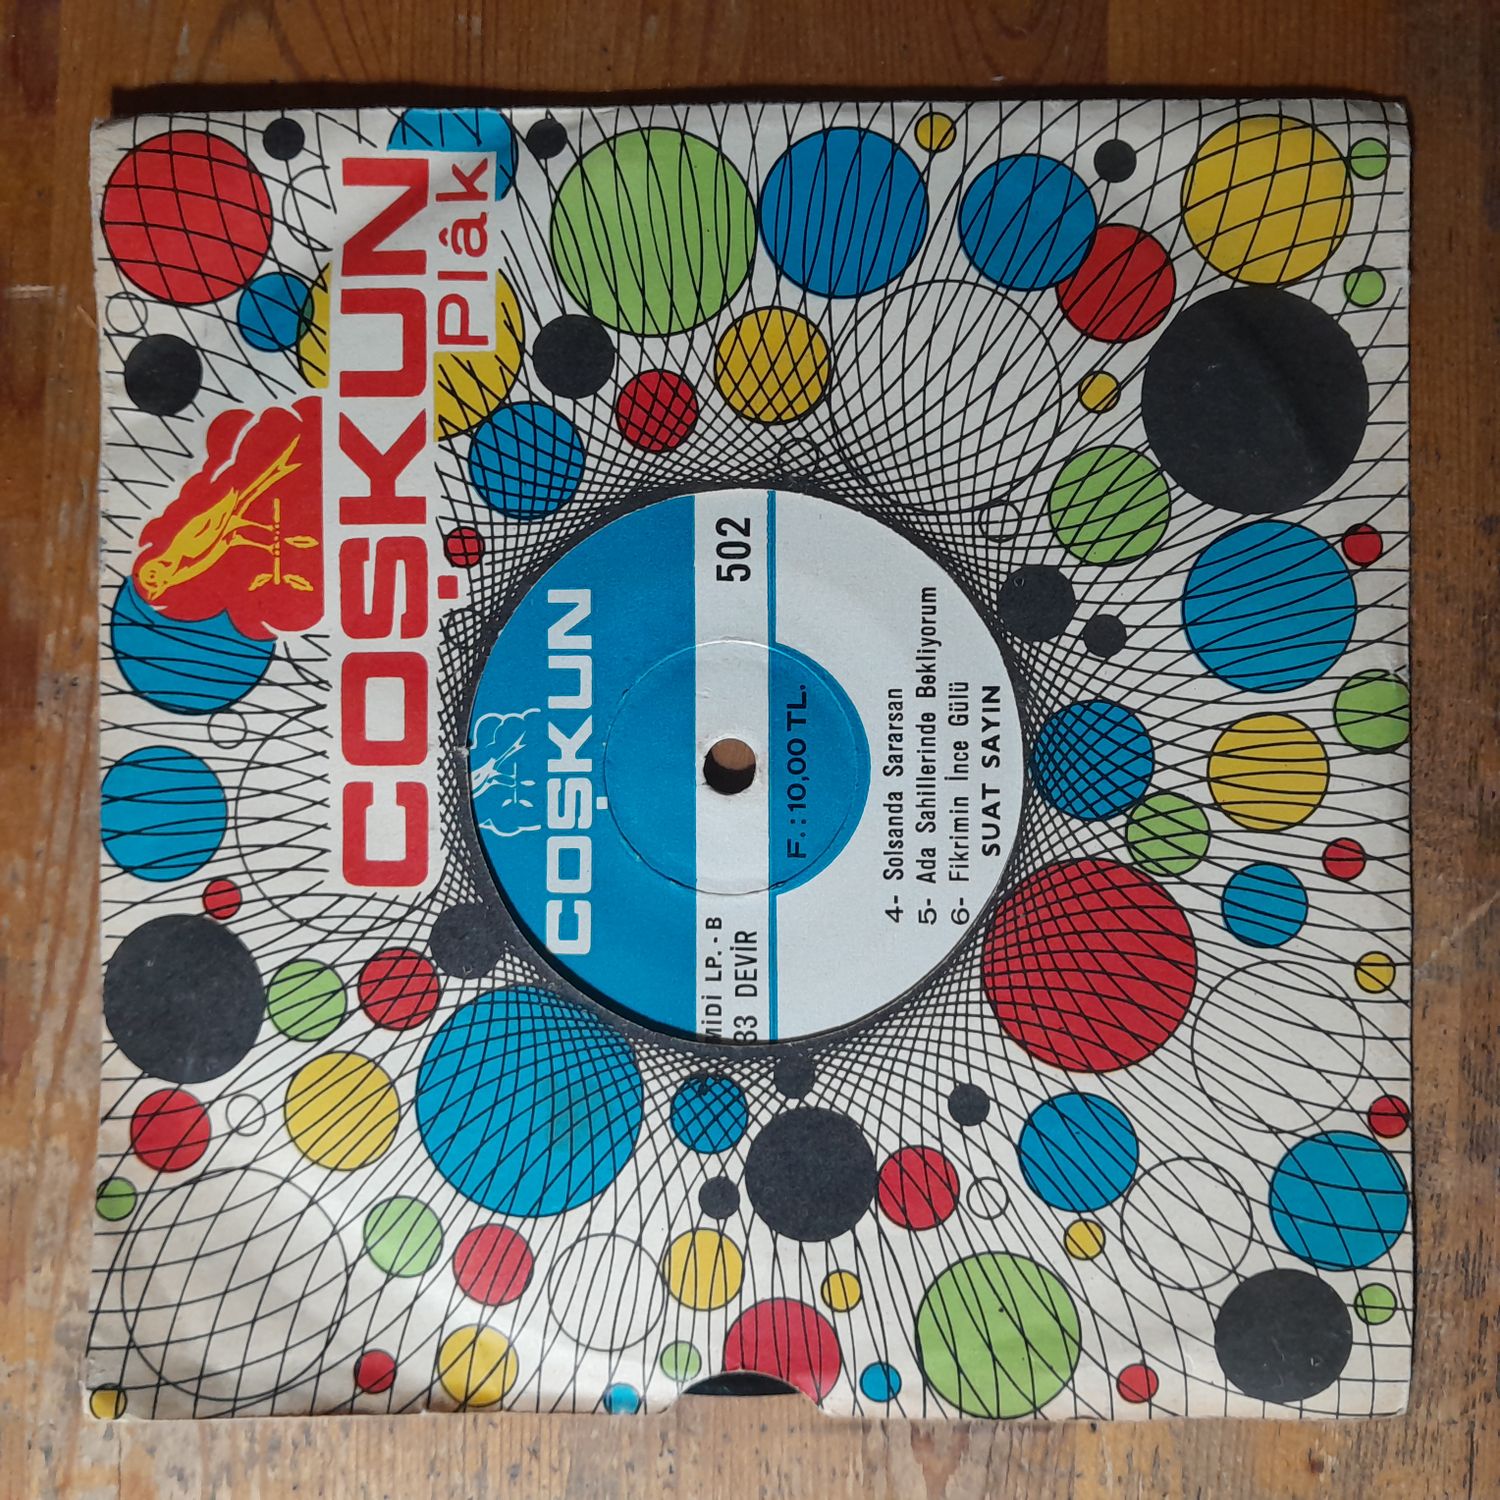 COŞKUN
Plâk
COŞKUN
MİDİ LP. - B
33 DEVİR
502
F.: 10,00 TL.
4- Solsanda Sararsan
5- Ada Sahillerinde Bekliyorum
6- Fikrimin İnce Gülü
SUAT SAYIN